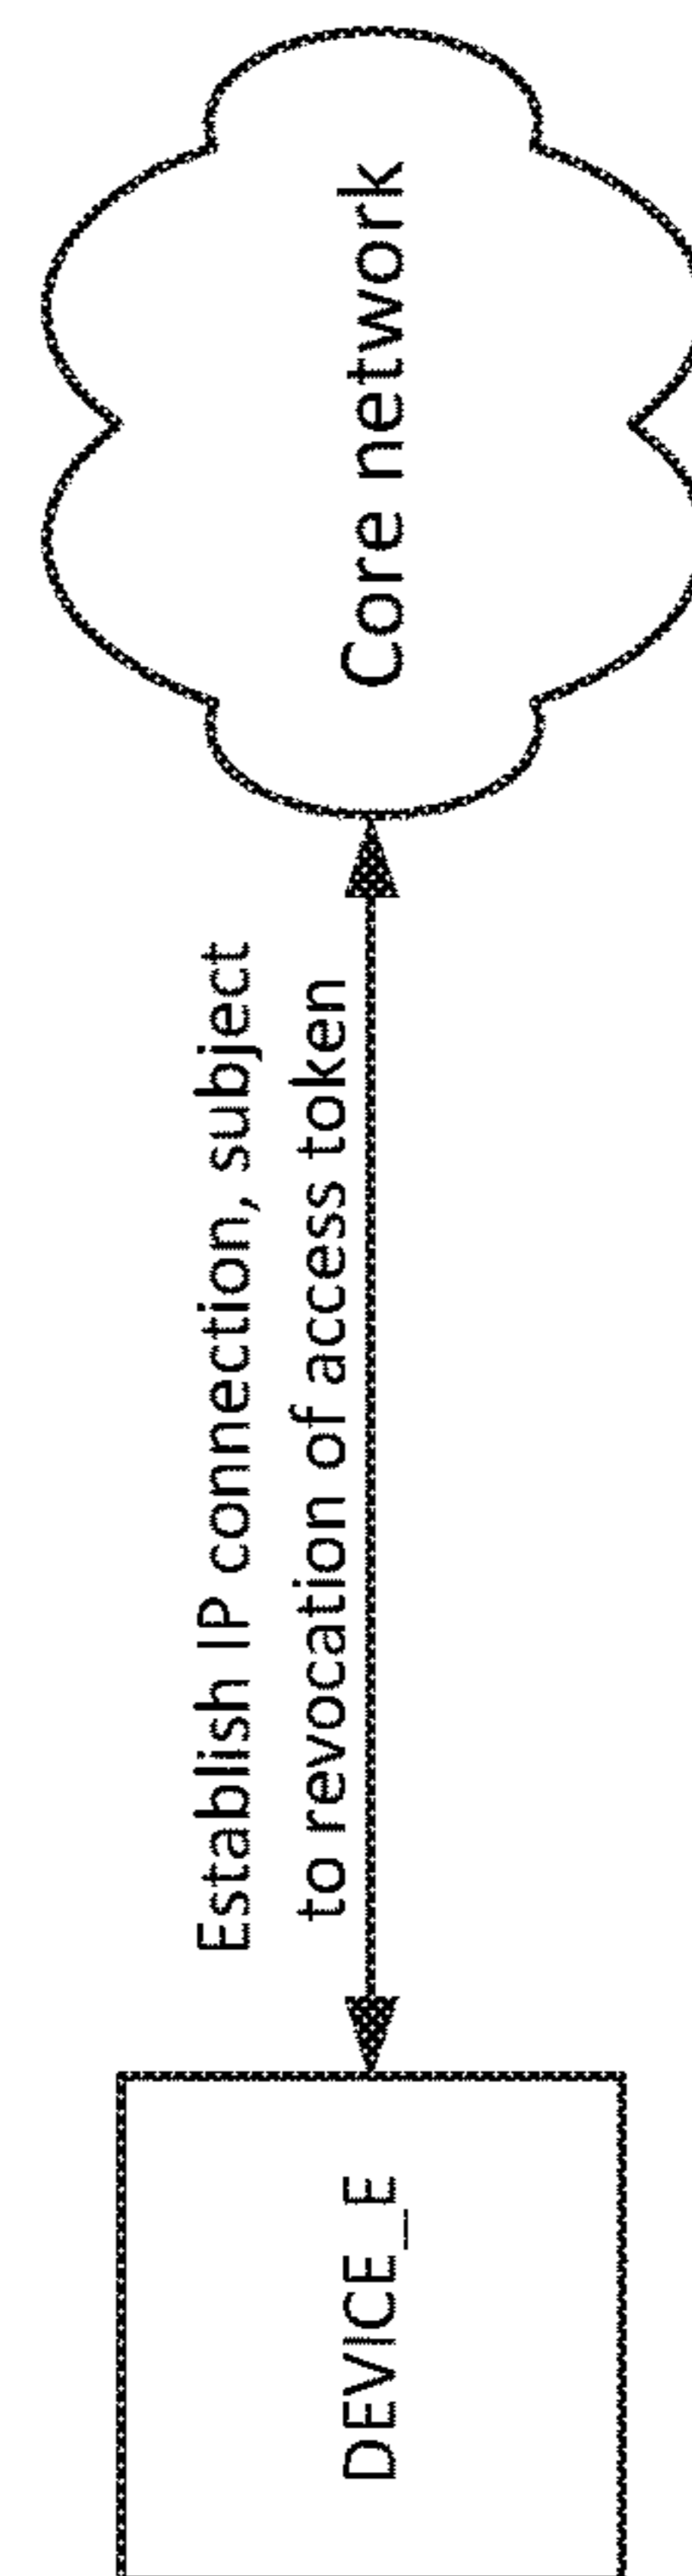 DEVICE_E
Establish IP connection, subject
to revocation of access token
Core network